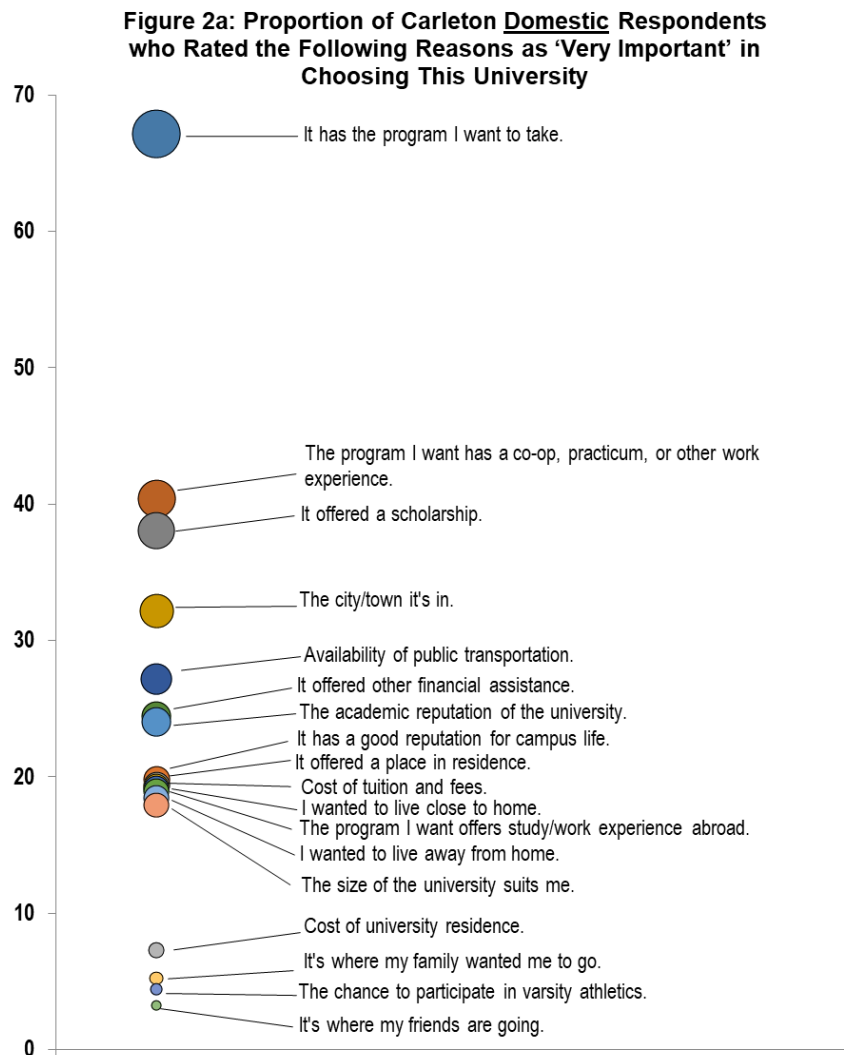 Figure 2a: Proportion of Carleton Domestic Respondents
who Rated the Following Reasons as ‘Very Important’ in
Choosing This University
70
It has the program I want to take.
60
50
The program I want has a co-op, practicum, or other work
experience.
40
It offered a scholarship.
The city/town it's in.
30
Availability of public transportation.
It offered other financial assistance.
The academic reputation of the university.
It has a good reputation for campus life.
It offered a place in residence.
20
Cost of tuition and fees.
I wanted to live close to home.
The program I want offers study/work experience abroad.
I wanted to live away from home.
The size of the university suits me.
10
Cost of university residence.
It's where my family wanted me to go.
The chance to participate in varsity athletics.
It's where my friends are going.
0